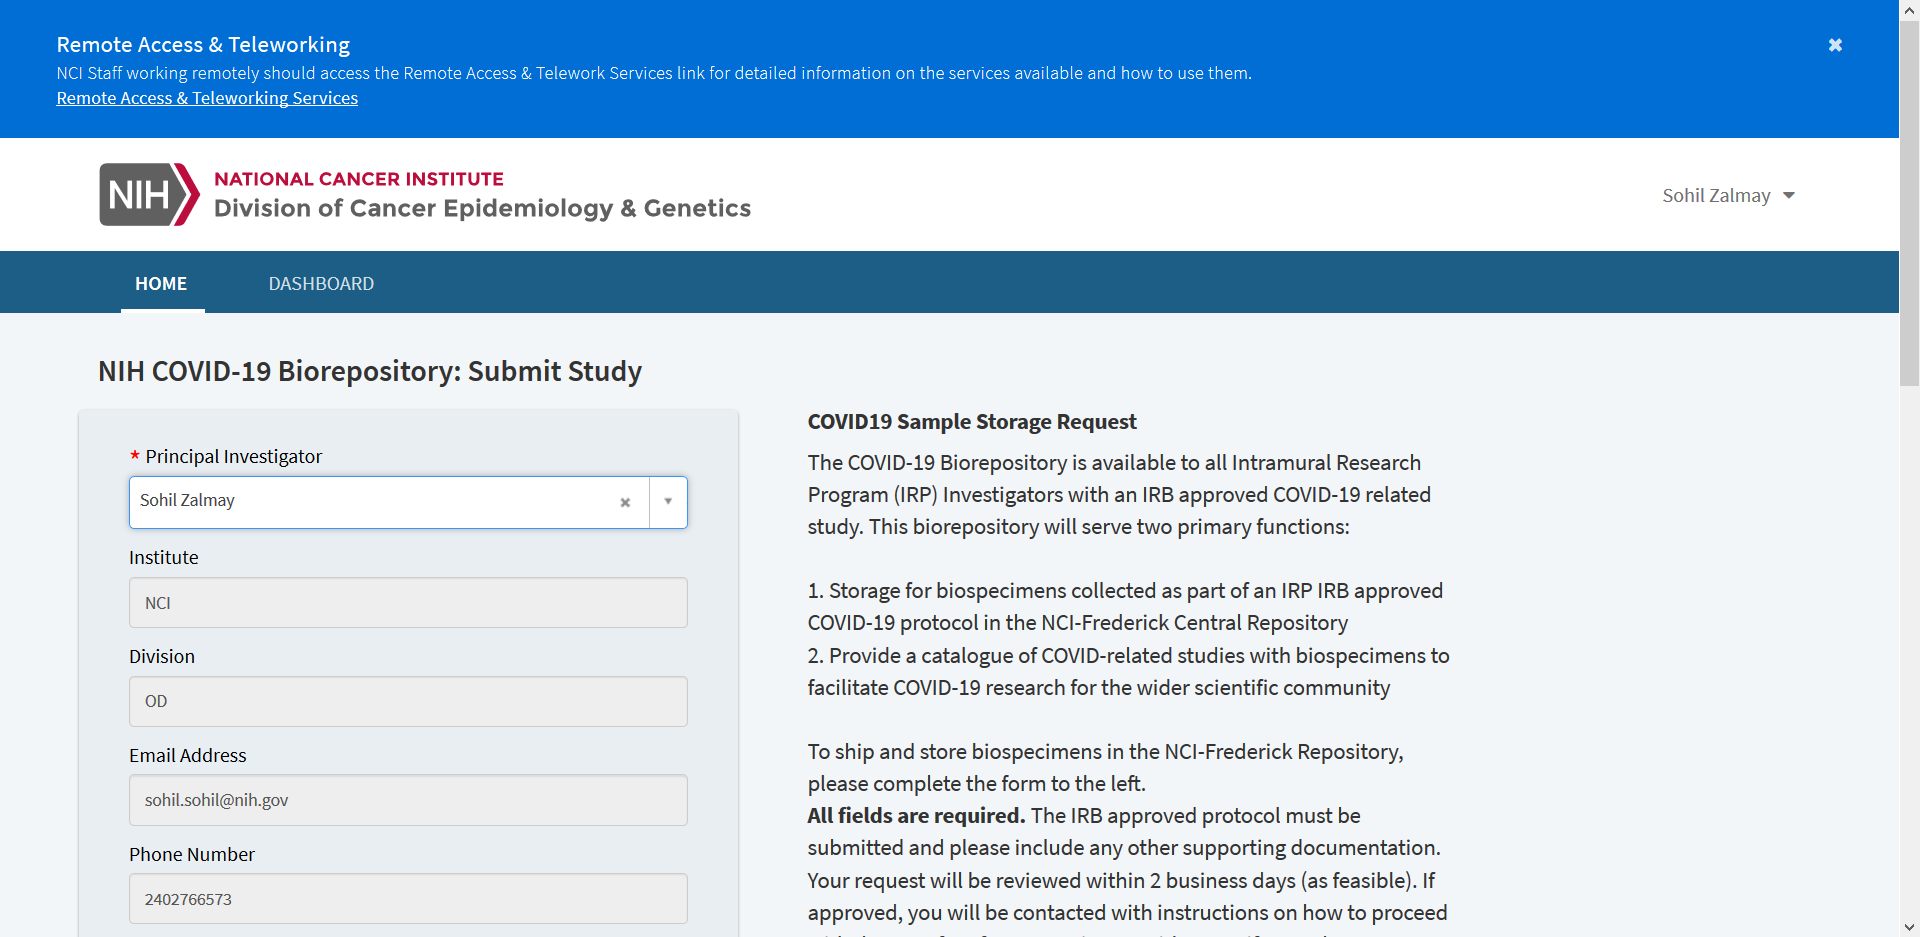 Remote Access & Teleworking
NCI Staff working remotely should access the Remote Access & Telework Services link for detailed information on the services available and how to use them.
Remote Access & Teleworking Services
NIH
NATIONAL CANCER INSTITUTE
Division of Cancer Epidemiology & Genetics
Sohil Zalmay
HOME
DASHBOARD
NIH COVID-19 Biorepository: Submit Study
* Principal Investigator
Sohil Zalmay
Institute
NCI
Division
OD
Email Address
sohil.sohil@nih.gov
Phone Number
2402766573
COVID19 Sample Storage Request
The COVID-19 Biorepository is available to all Intramural Research
Program (IRP) Investigators with an IRB approved COVID-19 related
study. This biorepository will serve two primary functions:
1. Storage for biospecimens collected as part of an IRP IRB approved
COVID-19 protocol in the NCI-Frederick Central Repository
2. Provide a catalogue of COVID-related studies with biospecimens to
facilitate COVID-19 research for the wider scientific community
To ship and store biospecimens in the NCI-Frederick Repository,
please complete the form to the left.
All fields are required. The IRB approved protocol must be
submitted and please include any other supporting documentation.
Your request will be reviewed within 2 business days (as feasible). If
approved, you will be contacted with instructions on how to proceed